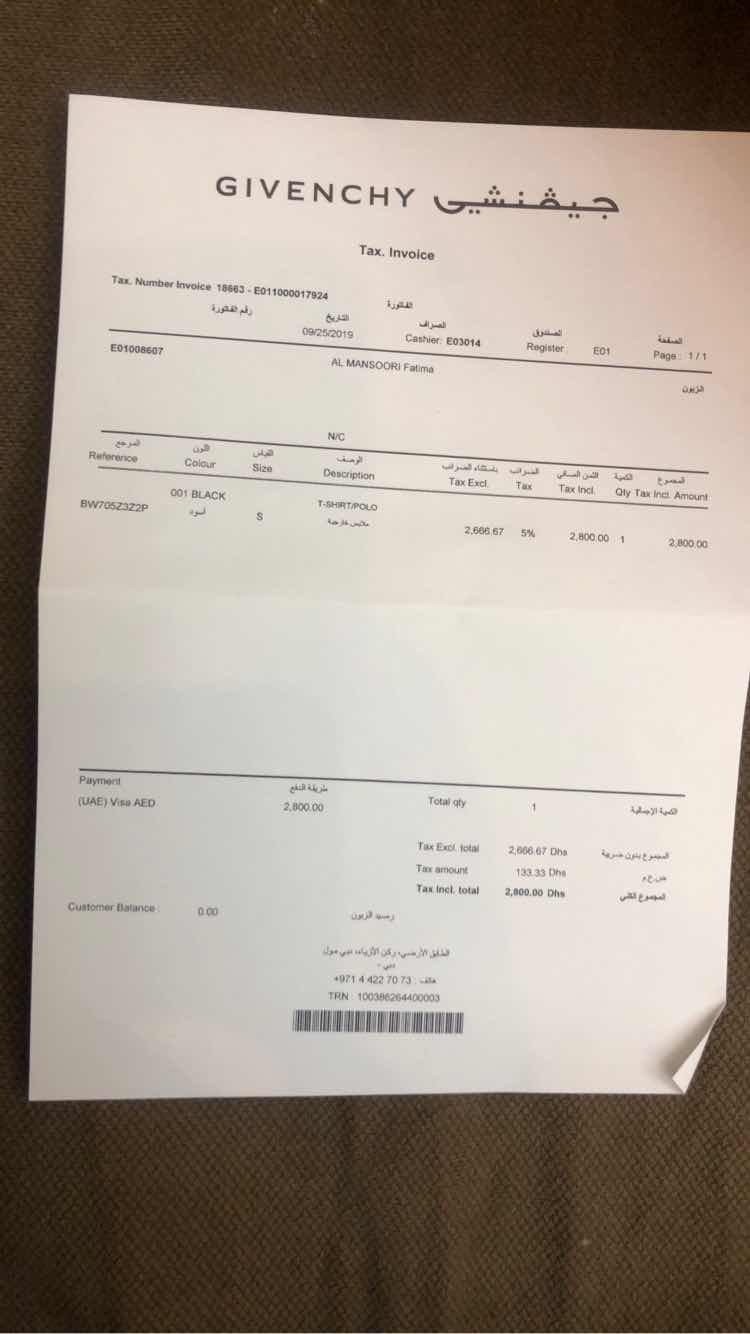 GIVENCHY جيڤنشي
Tax. Invoice
Tax. Number Invoice 18663 - E011000017924 الفاتورة
رقم الفاتورة التاريخ الصراف الصندوق الصفحة
09/25/2019 Cashier: E03014 Register E01 Page : 1 / 1
E01008607 AL MANSOORI Fatima الزبون
N/C
المرجع اللون القياس الوصف باستثناء الضرائب الضرائب الثمن الصافي الكمية المجموع
Reference Colour Size Description Tax Excl. Tax Tax Incl. Qty Tax Incl. Amount
BW705Z3Z2P 001 BLACK S T-SHIRT/POLO 2,666.67 5% 2,800.00 1 2,800.00
أسود ملابس خارجية
Payment طريقة الدفع
(UAE) Visa AED 2,800.00 Total qty 1 الكمية الإجمالية
Tax Excl. total 2,666.67 Dhs المجموع بدون ضريبة
Tax amount 133.33 Dhs ض.ق.م
Tax Incl. total 2,800.00 Dhs المجموع الكلي
Customer Balance : 0.00 رصيد الزبون
الطابق الأرضي، ركن الأزياء، دبي مول
دبي -
هاتف : +971 4 422 70 73
TRN : 100386264400003